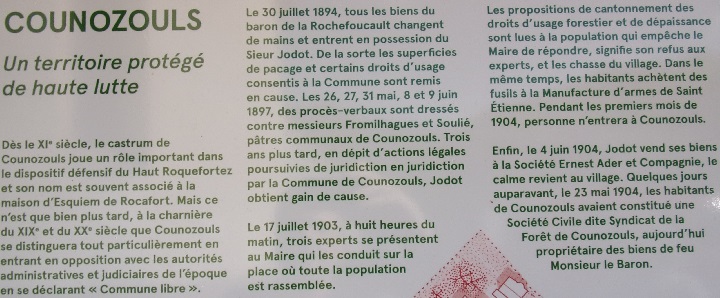 COUNOZOULS
Un territoire protégé
de haute lutte
Dès le XIᵉ siècle, le castrum de
Counozouls joue un rôle important dans
le dispositif défensif du Haut Roquefortez
et son nom est souvent associé à la
maison d'Esquiem de Rocafort. Mais ce
n'est que bien plus tard, à la charnière
du XIXᵉ et du XXᵉ siècle que Counozouls
se distinguera tout particulièrement en
entrant en opposition avec les autorités
administratives et judiciaires de l'époque
en se déclarant « Commune libre ».
Le 30 juillet 1894, tous les biens du
baron de la Rochefoucault changent
de mains et entrent en possession du
Sieur Jodot. De la sorte les superficies
de pacage et certains droits d'usage
consentis à la Commune sont remis
en cause. Les 26, 27, 31 mai, 8 et 9 juin
1897, des procès-verbaux sont dressés
contre messieurs Fromilhagues et Soulié,
pâtres communaux de Counozouls. Trois
ans plus tard, en dépit d'actions légales
poursuivies de juridiction en juridiction
par la Commune de Counozouls, Jodot
obtient gain de cause.
Le 17 juillet 1903, à huit heures du
matin, trois experts se présentent
au Maire qui les conduit sur la
place où toute la population
est rassemblée.
Les propositions de cantonnement des
droits d'usage forestier et de dépaissance
sont lues à la population qui empêche le
Maire de répondre, signifie son refus aux
experts, et les chasse du village. Dans le
même temps, les habitants achètent des
fusils à la Manufacture d'armes de Saint
Étienne. Pendant les premiers mois de
1904, personne n'entrera à Counozouls.
Enfin, le 4 juin 1904, Jodot vend ses biens
à la Société Ernest Ader et Compagnie, le
calme revient au village. Quelques jours
auparavant, le 23 mai 1904, les habitants
de Counozouls avaient constitué une
Société Civile dite Syndicat de la
Forêt de Counozouls, aujourd'hui
propriétaire des biens de feu
Monsieur le Baron.